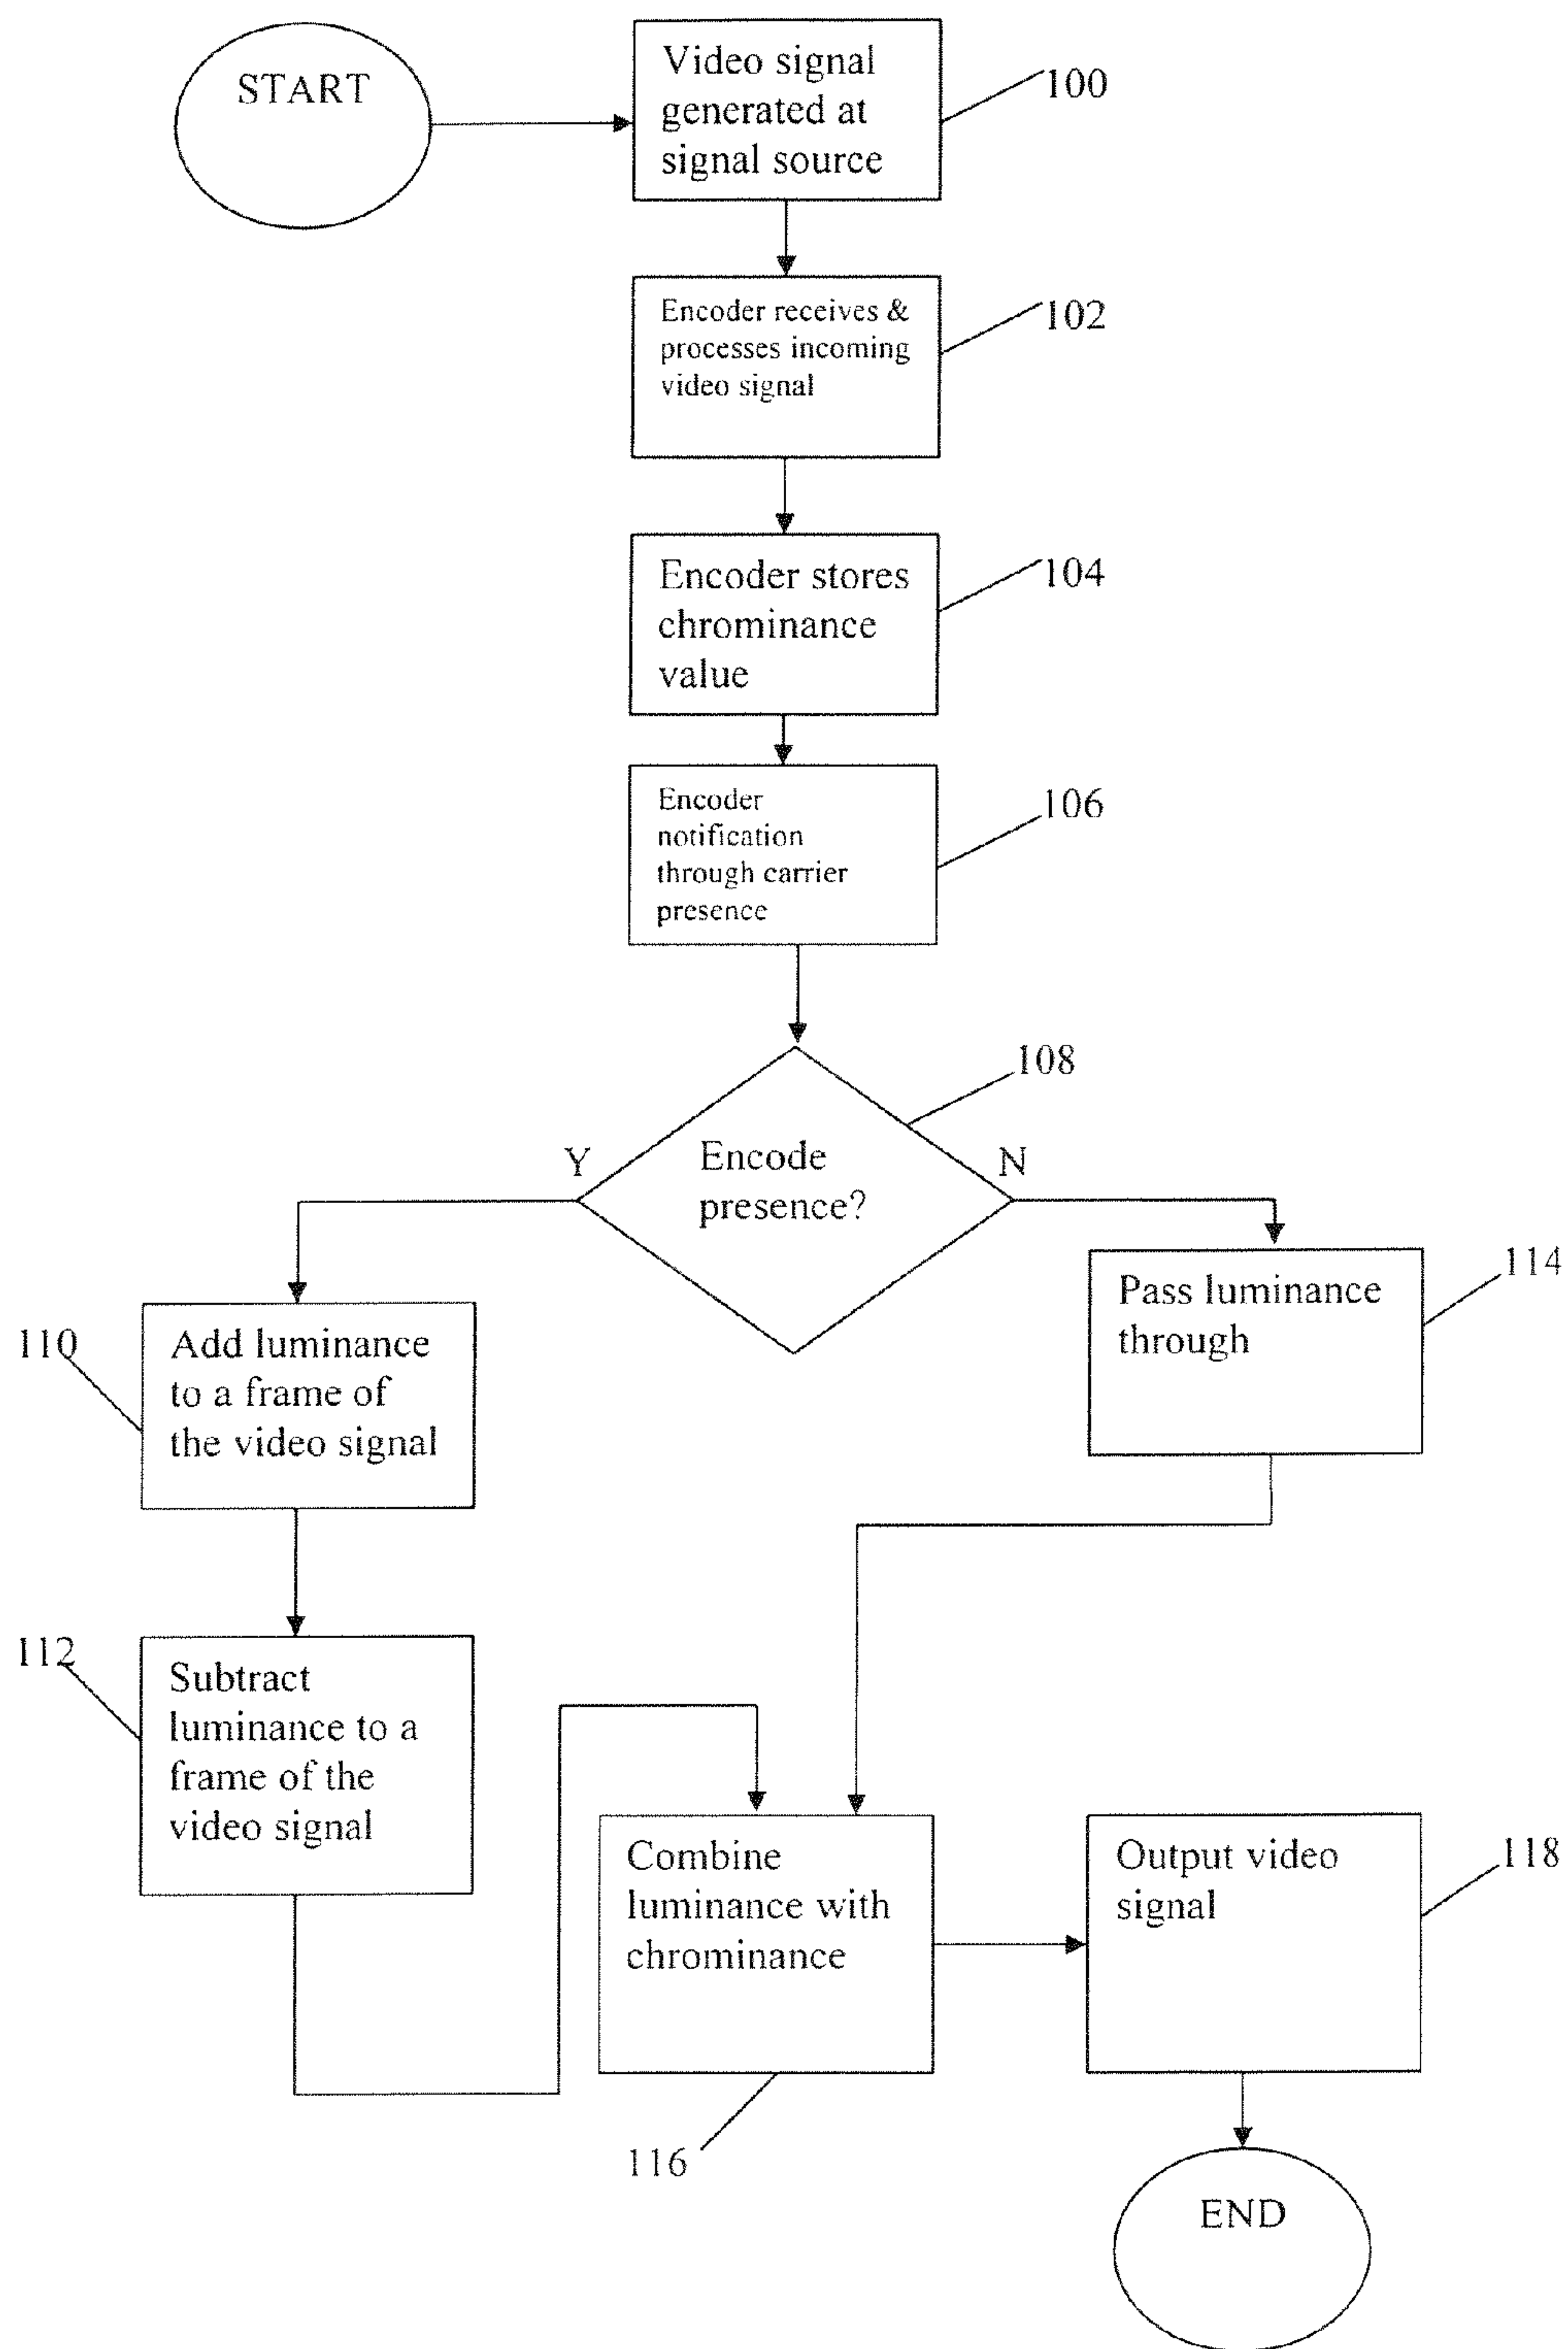 START
Video signal
generated at
signal source
100
Encoder receives &
processes incoming
video signal
102
Encoder stores
chrominance
value
104
Encoder
notification
through carrier
presence
106
108
Y
Encode
presence?
N
110
Add luminance
to a frame of
the video signal
Pass luminance
through
114
112
Subtract
luminance to a
frame of the
video signal
Combine
luminance with
chrominance
116
Output video
signal
118
END